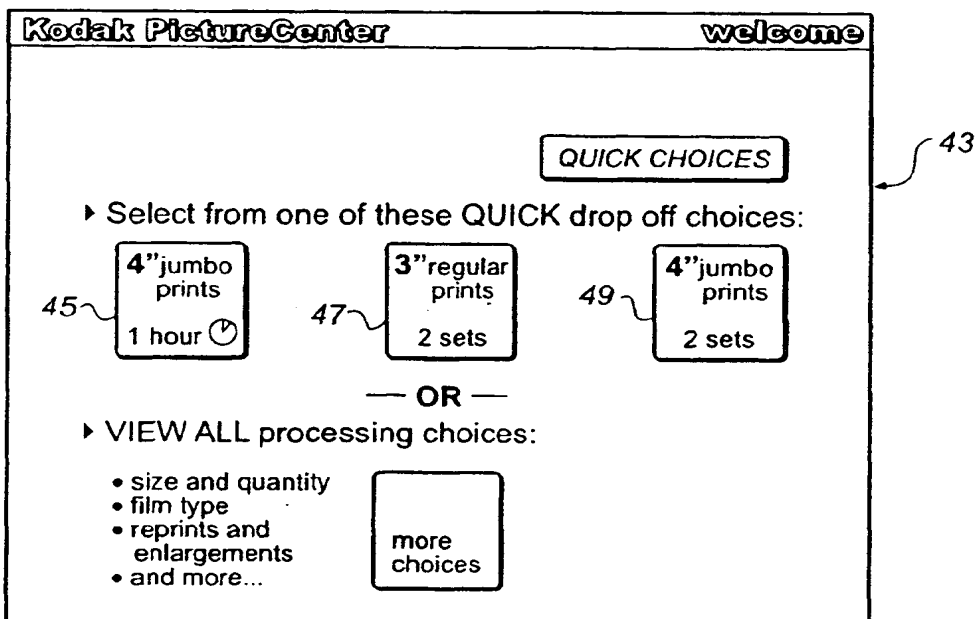 Kodak PictureCenter welcome
QUICK CHOICES
43
▸ Select from one of these QUICK drop off choices:
4” jumbo prints
1 hour
45
3” regular prints
2 sets
47
4” jumbo prints
2 sets
49
— OR —
▸ VIEW ALL processing choices:
• size and quantity
• film type
• reprints and
enlargements
• and more...
more
choices